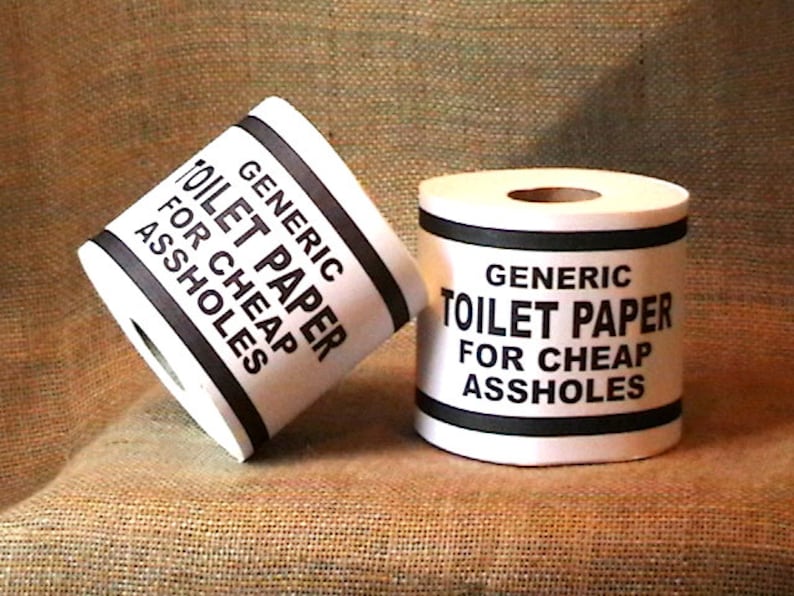 GENERIC
TOILET PAPER
FOR CHEAP
ASSHOLES
GENERIC
TOILET PAPER
FOR CHEAP
ASSHOLES